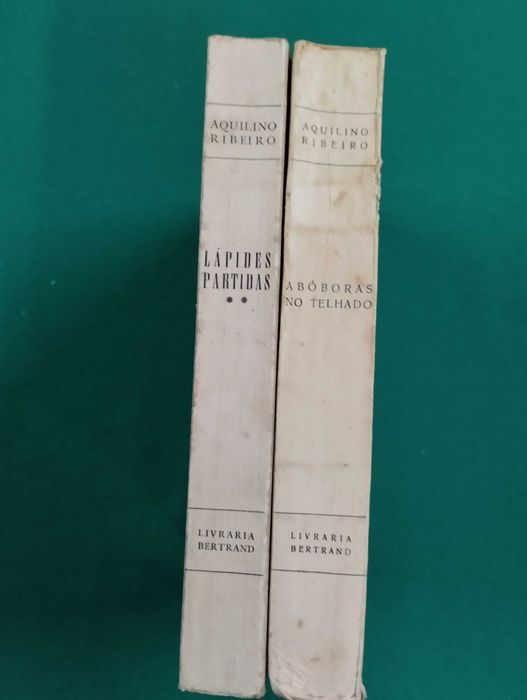 AQUILINO
RIBEIRO
LÁPIDES
PARTIDAS
* *
LIVRARIA
BERTRAND
AQUILINO
RIBEIRO
ABÓBORAS
NO TELHADO
LIVRARIA
BERTRAND